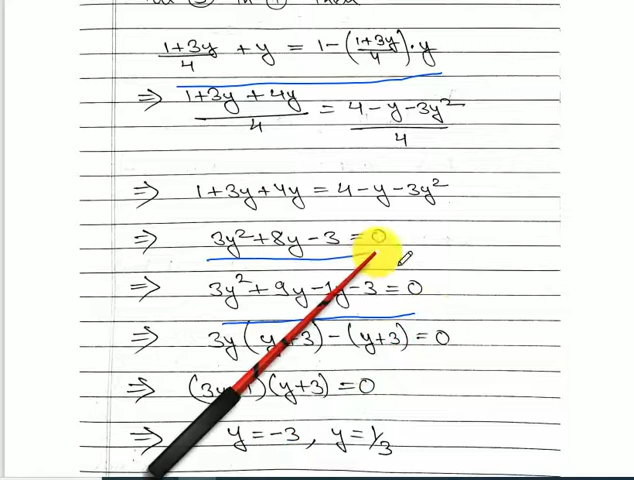 (1+3y)/4 + y = 1 - ((1+3y)/4) · y
⇒ (1+3y+4y)/4 = (4-y-3y²)/4
⇒ 1+3y+4y = 4-y-3y²
⇒ 3y²+8y-3 = 0
⇒ 3y²+9y-1y-3 = 0
⇒ 3y(y+3)-(y+3) = 0
⇒ (y+3) = 0
⇒ y = -3, y = 1/3